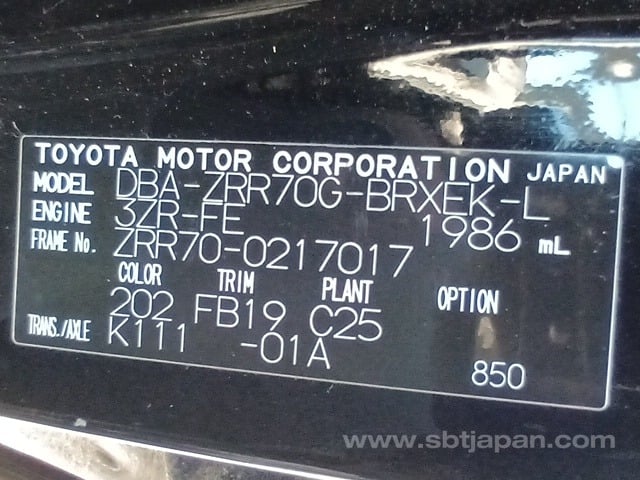 TOYOTA MOTOR CORPORATION JAPAN
MODEL DBA-ZRR70G-BRXEK-L
ENGINE 3ZR-FE 1986 mL
FRAME No. ZRR70-0217017
COLOR TRIM PLANT OPTION
202 FB19 C25
TRANS./AXLE K111 -01A
850
www.sbtjapan.com